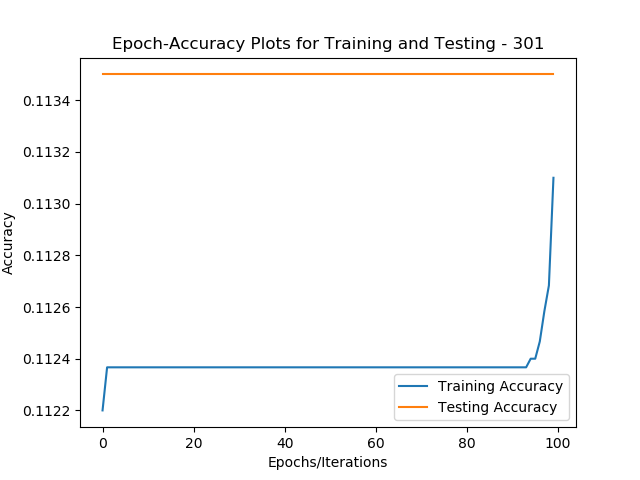 Epoch-Accuracy Plots for Training and Testing - 301
Accuracy
0.1134
0.1132
0.1130
0.1128
0.1126
0.1124
0.1122
Training Accuracy
Testing Accuracy
0 20 40 60 80 100
Epochs/Iterations